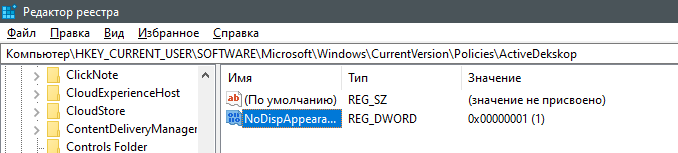 Редактор реестра
Файл Правка Вид Избранное Справка
Компьютер\HKEY_CURRENT_USER\SOFTWARE\Microsoft\Windows\CurrentVersion\Policies\ActiveDekskop
ClickNote
CloudExperienceHost
CloudStore
ContentDeliveryManager
Controls Folder
Имя Тип Значение
ab (По умолчанию) REG_SZ (значение не присвоено)
NoDispAppeara... REG_DWORD 0x00000001 (1)